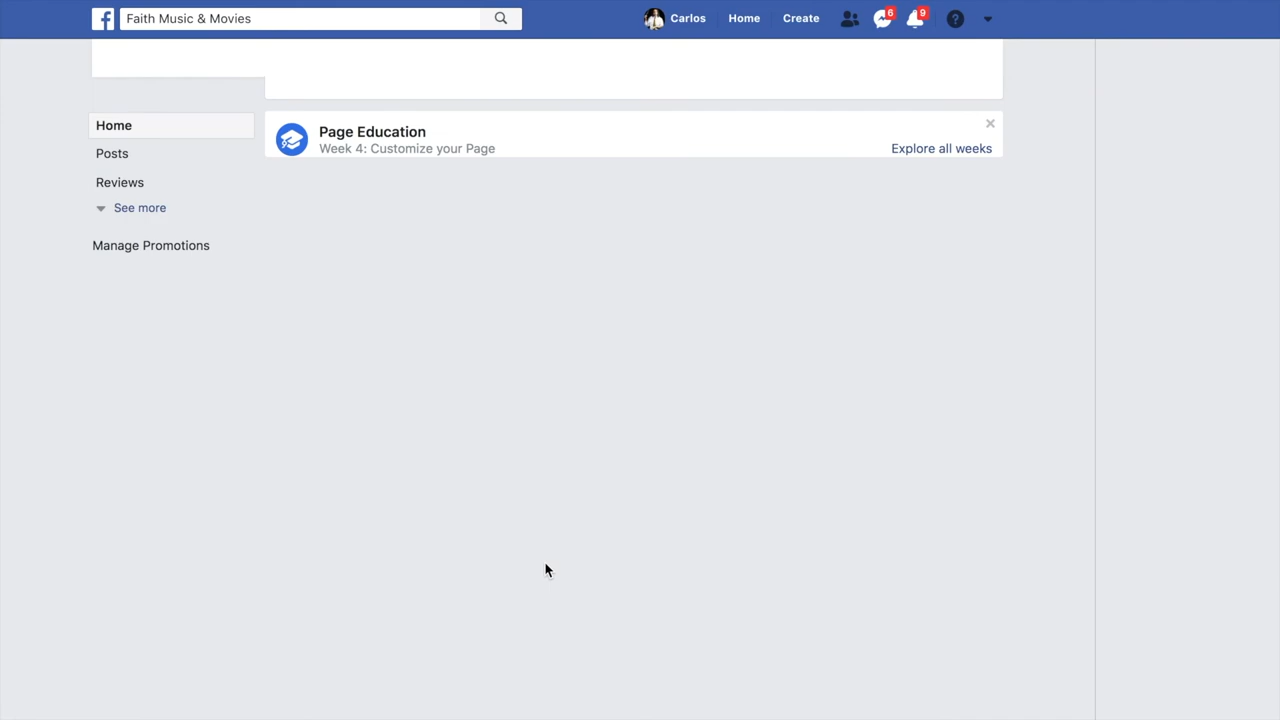 f Faith Music & Movies Carlos Home Create 6 9 ?
Home
Posts
Reviews
See more
Manage Promotions
Page Education
Week 4: Customize your Page
Explore all weeks